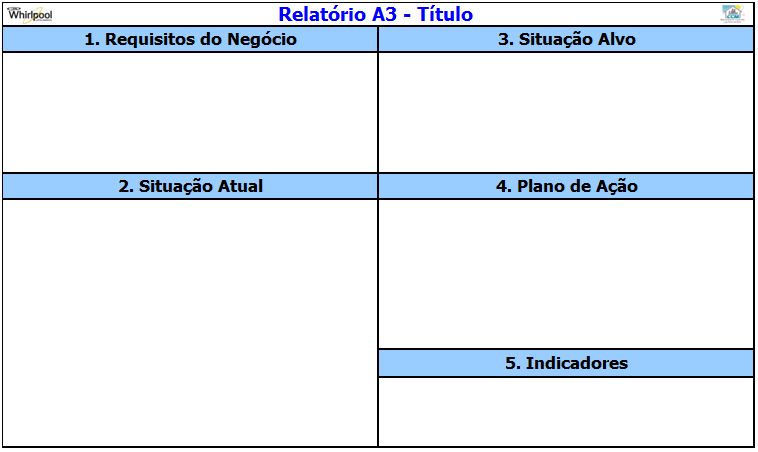 Whirlpool
Relatório A3 - Título
1. Requisitos do Negócio
3. Situação Alvo
2. Situação Atual
4. Plano de Ação
5. Indicadores